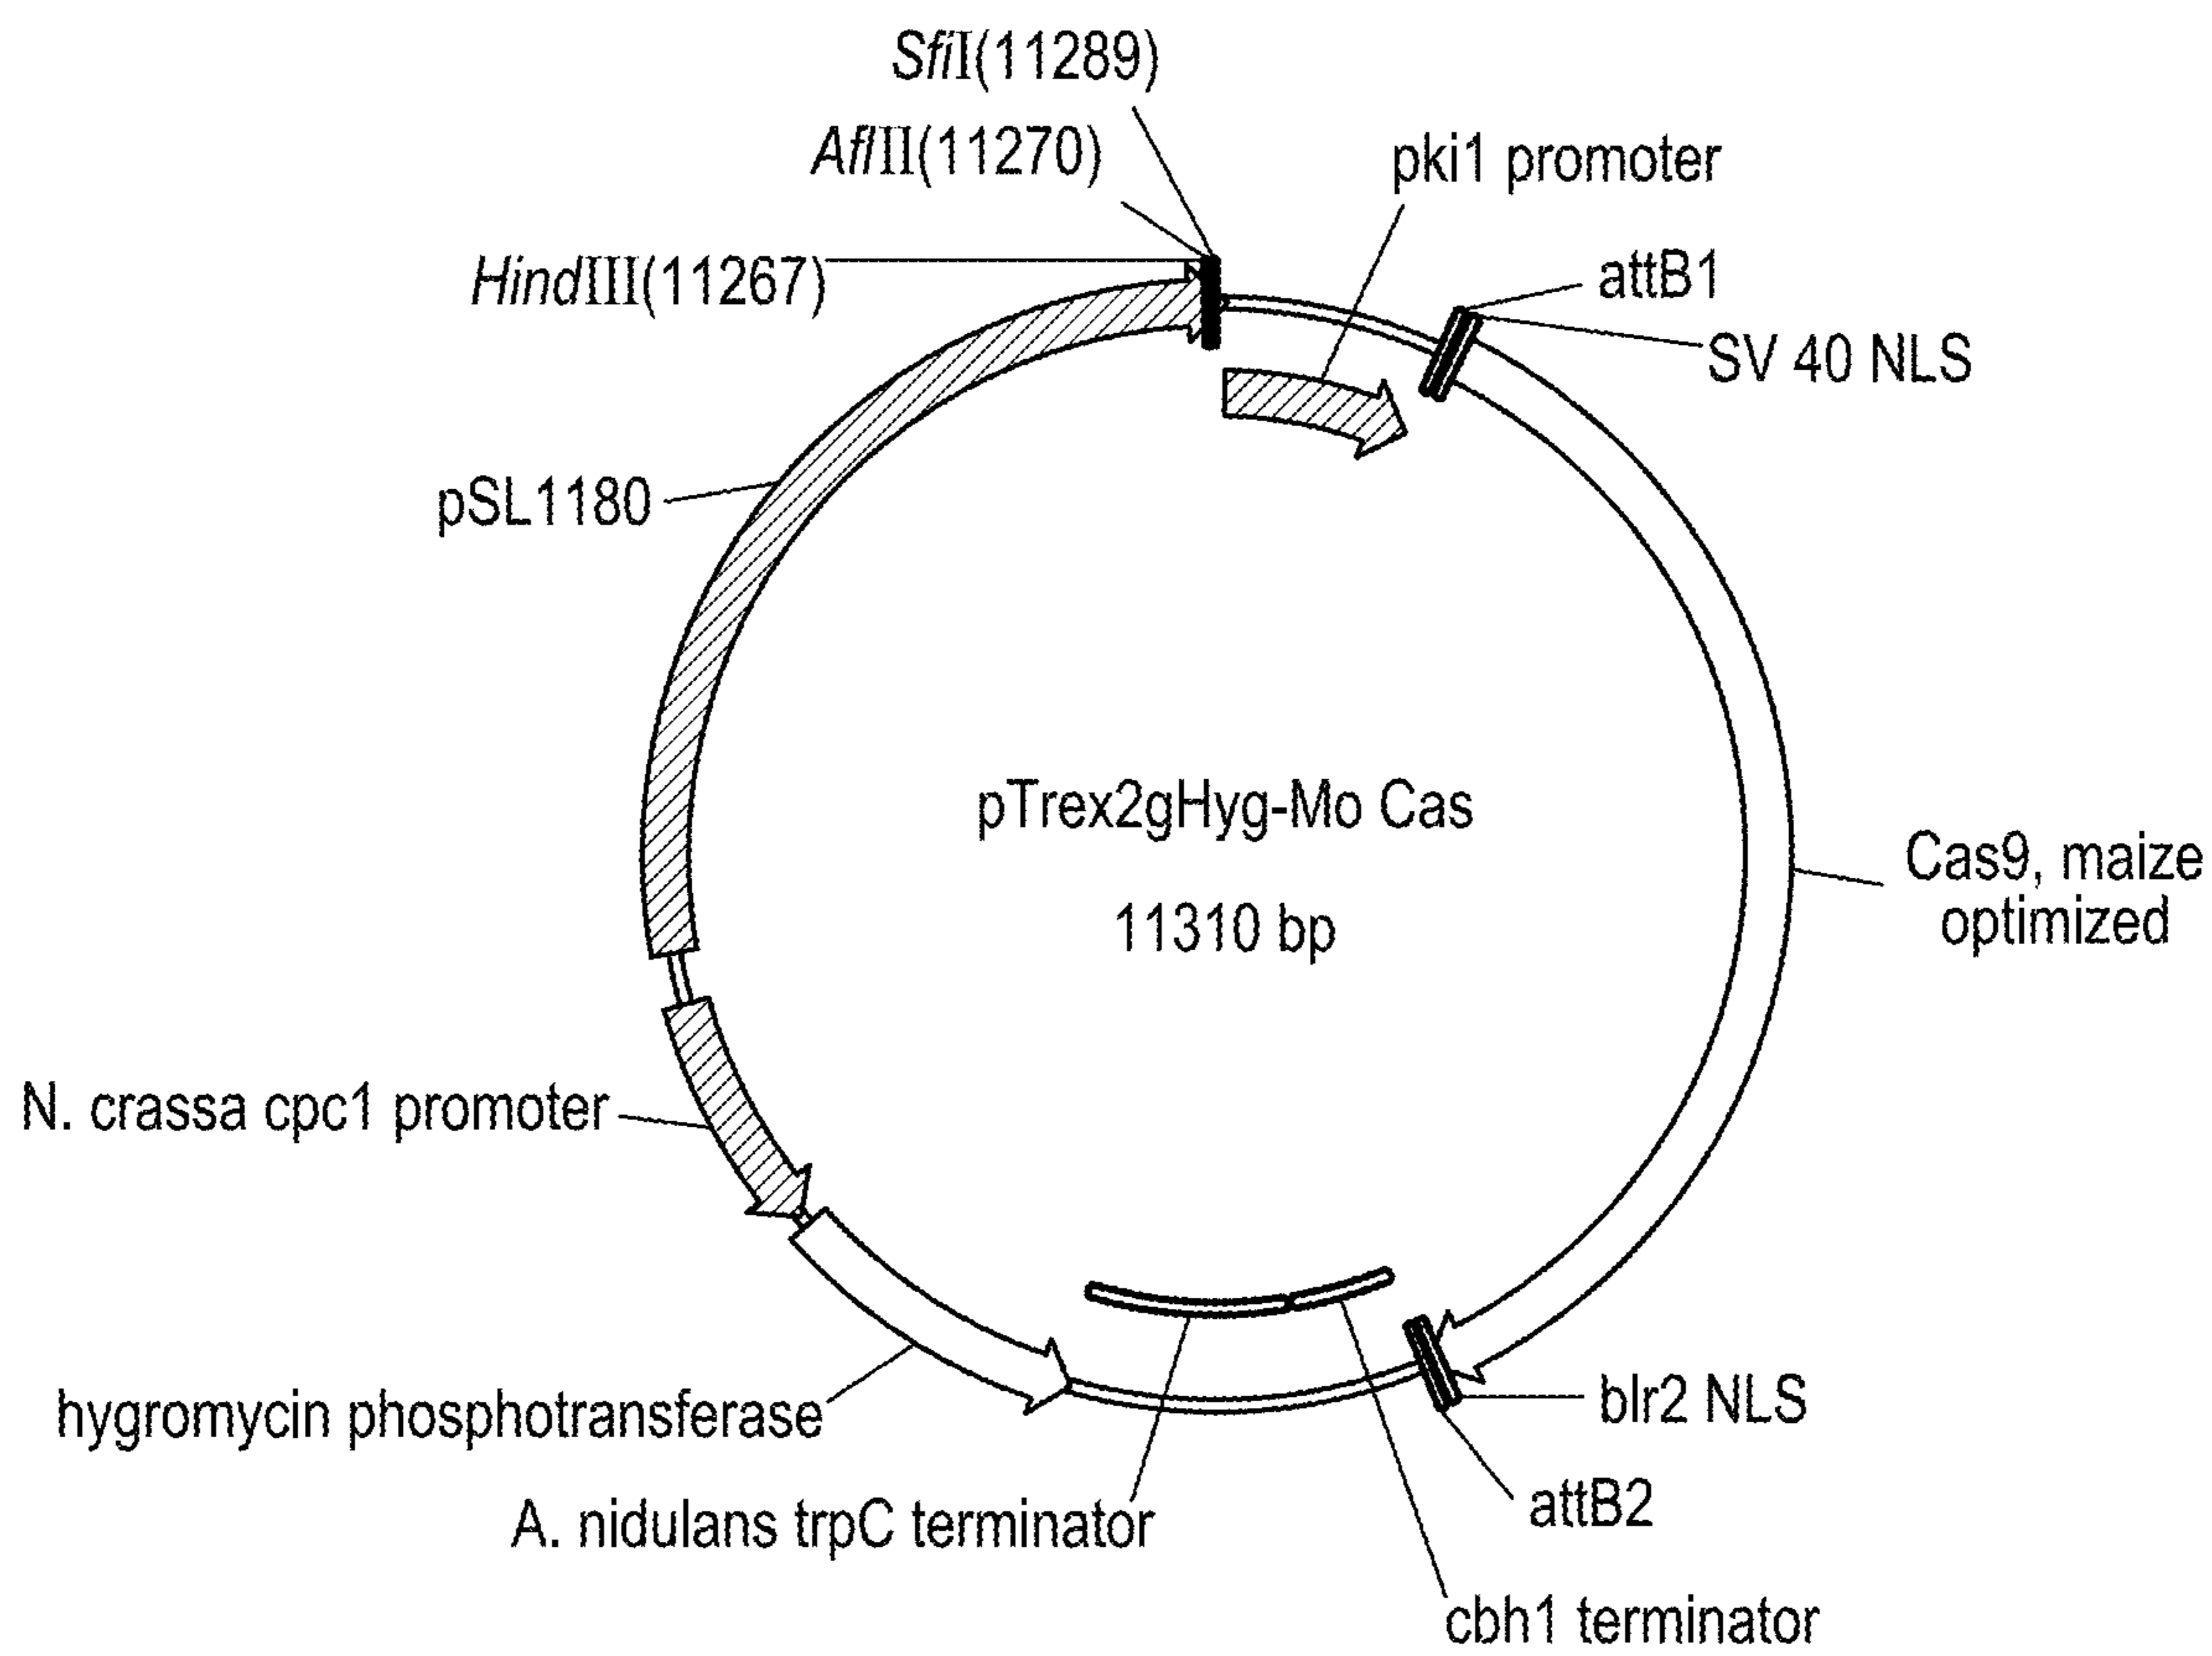 SfiI(11289)
AflII(11270)
pki1 promoter
HindIII(11267)
attB1
SV 40 NLS
pSL1180
pTrex2gHyg-Mo Cas
11310 bp
Cas9, maize
optimized
N. crassa cpc1 promoter
hygromycin phosphotransferase
blr2 NLS
A. nidulans trpC terminator
attB2
cbh1 terminator